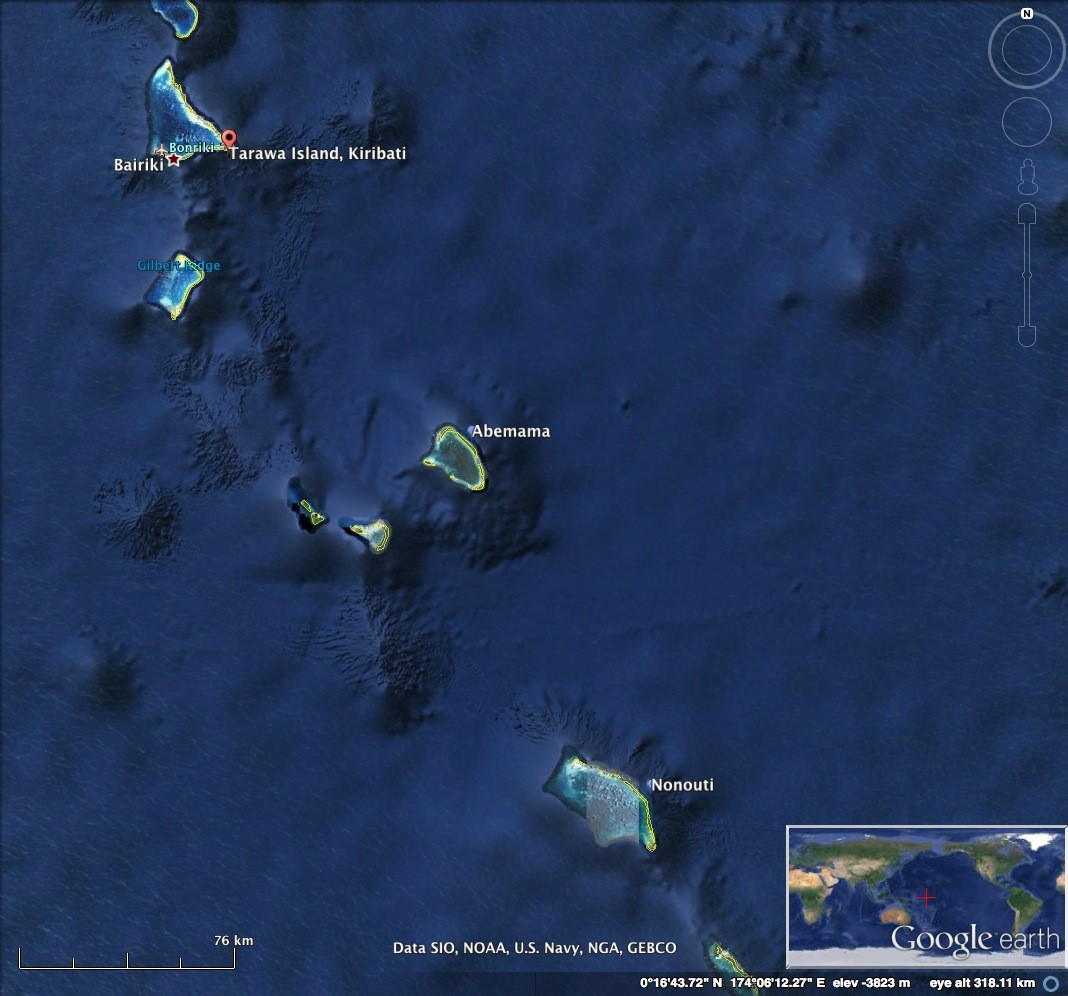 N
Bonriki
Tarawa Island, Kiribati
Bairiki
Gilbert Ridge
Abemama
Nonouti
76 km
Data SIO, NOAA, U.S. Navy, NGA, GEBCO
Google earth
0°16'43.72" N 174°06'12.27" E elev -3823 m eye alt 318.11 km